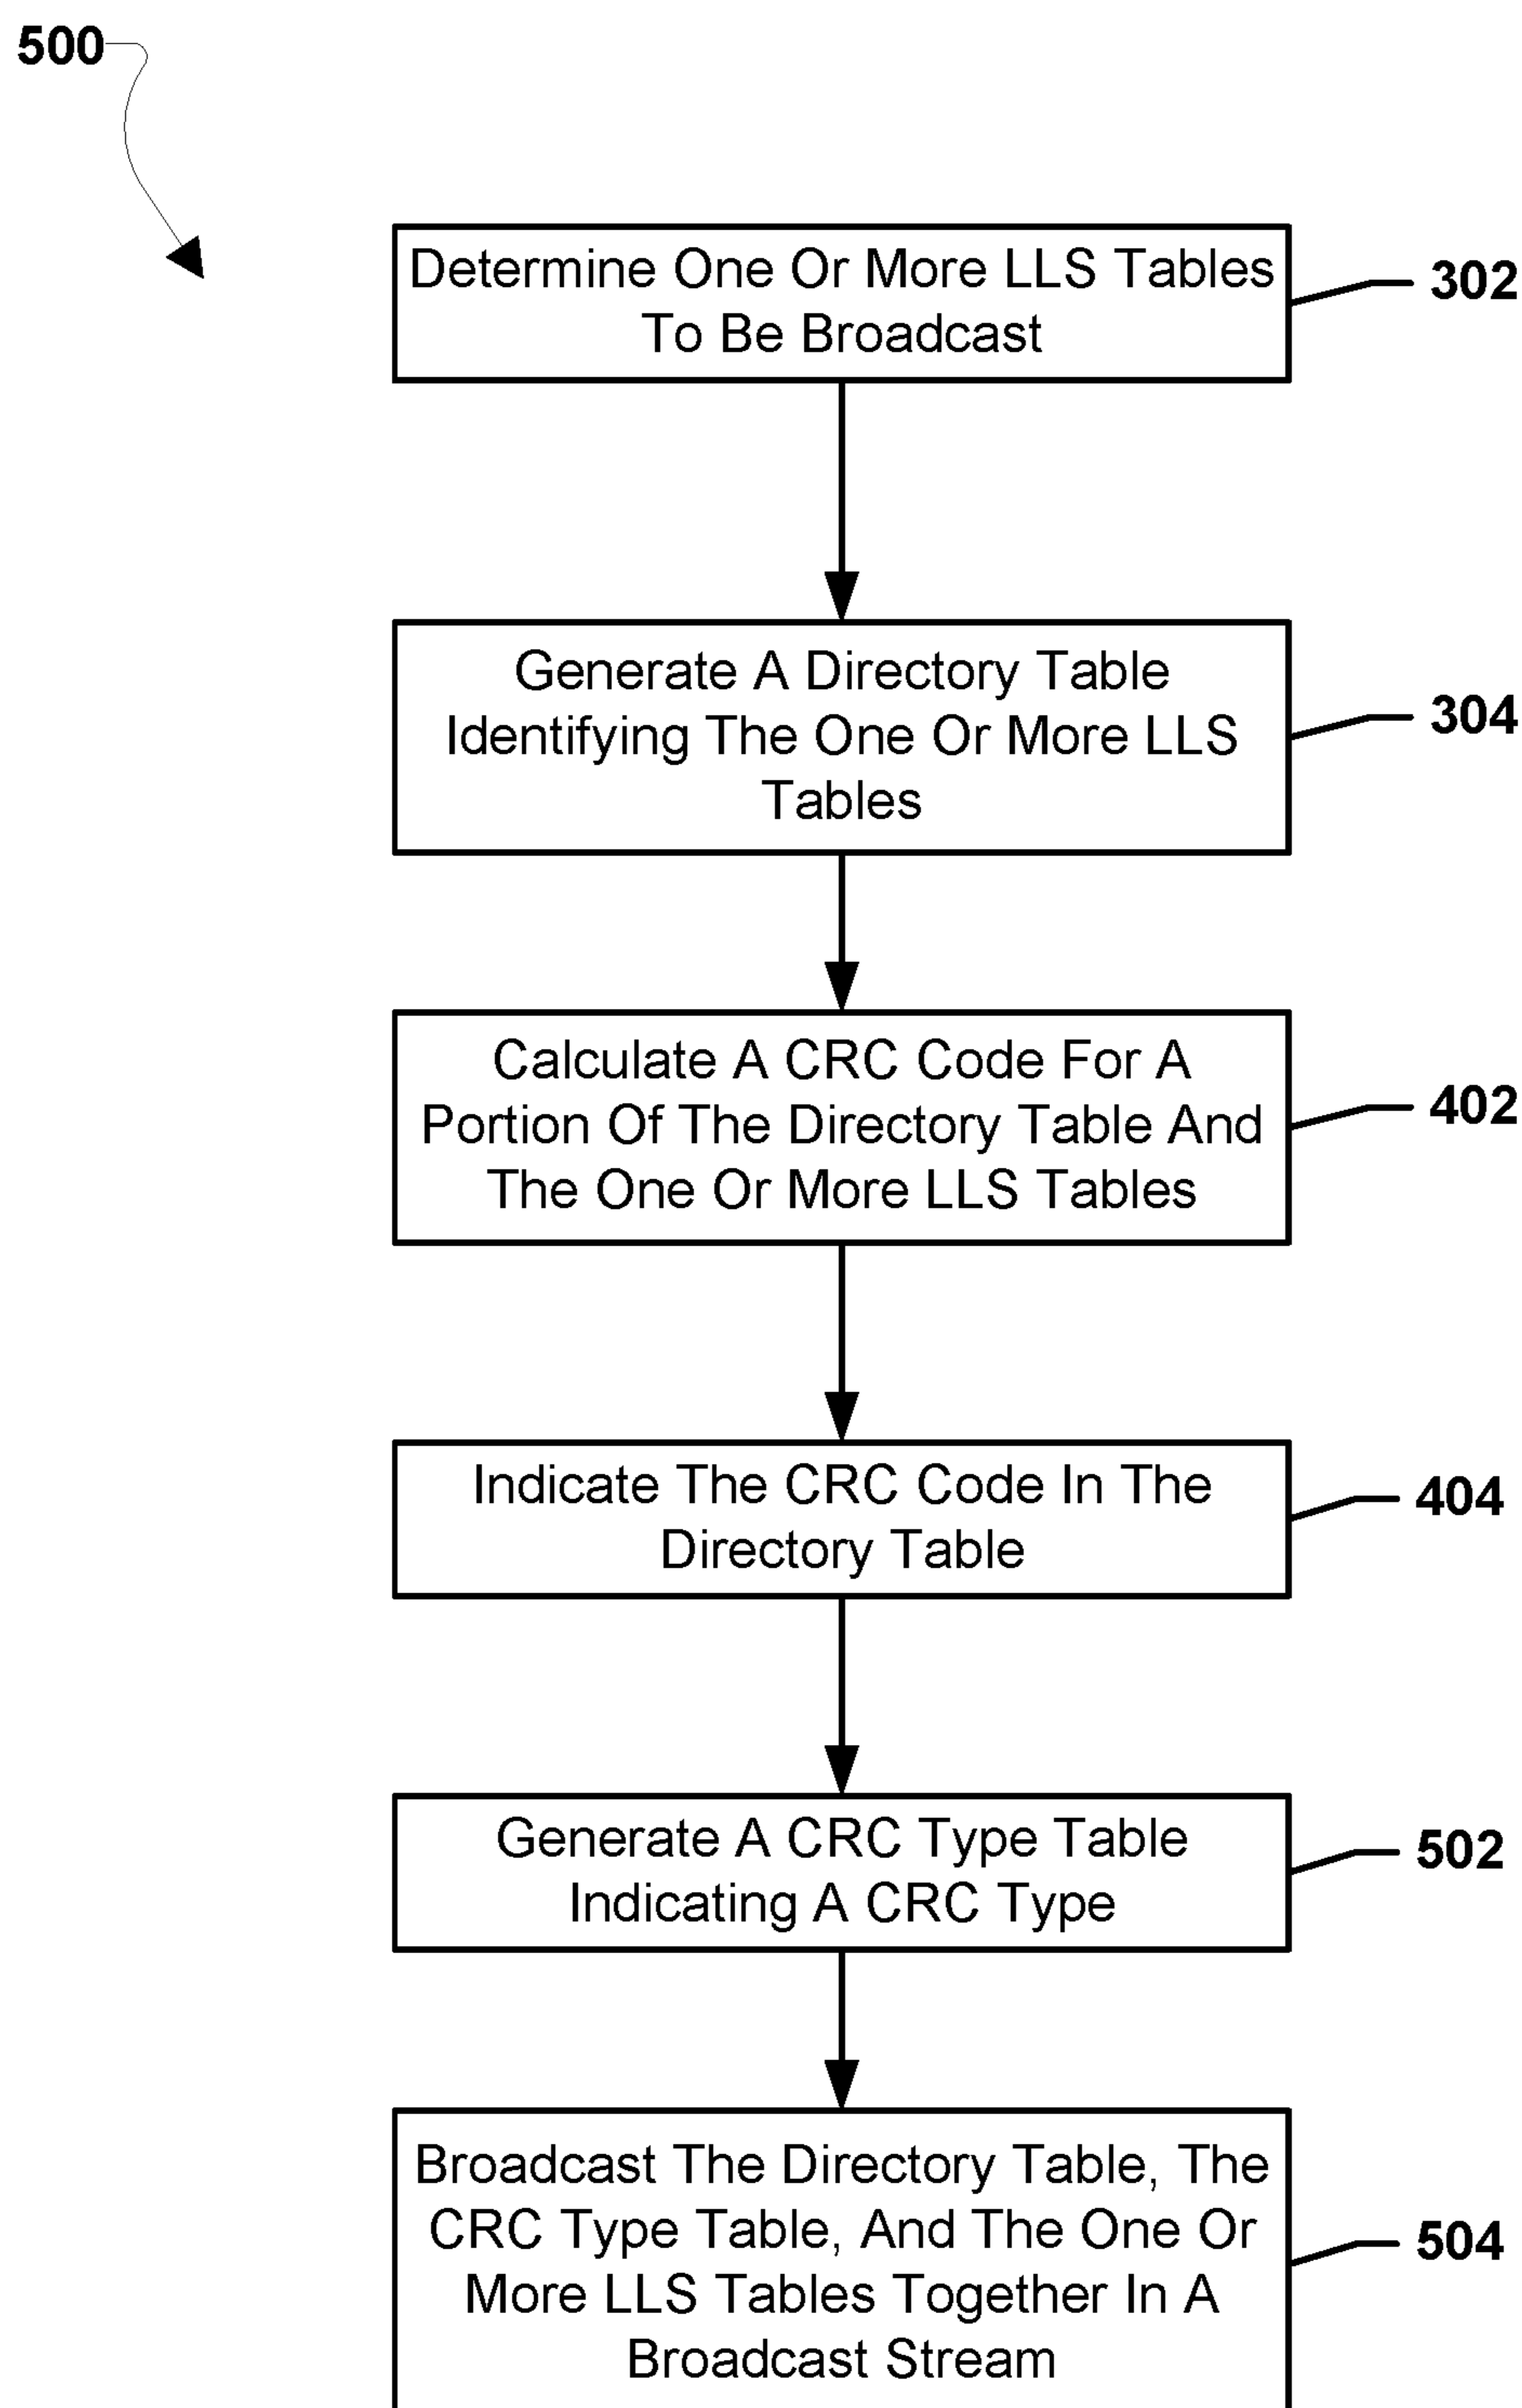 500
Determine One Or More LLS Tables
To Be Broadcast
302
Generate A Directory Table
Identifying The One Or More LLS
Tables
304
Calculate A CRC Code For A
Portion Of The Directory Table And
The One Or More LLS Tables
402
Indicate The CRC Code In The
Directory Table
404
Generate A CRC Type Table
Indicating A CRC Type
502
Broadcast The Directory Table, The
CRC Type Table, And The One Or
More LLS Tables Together In A
Broadcast Stream
504